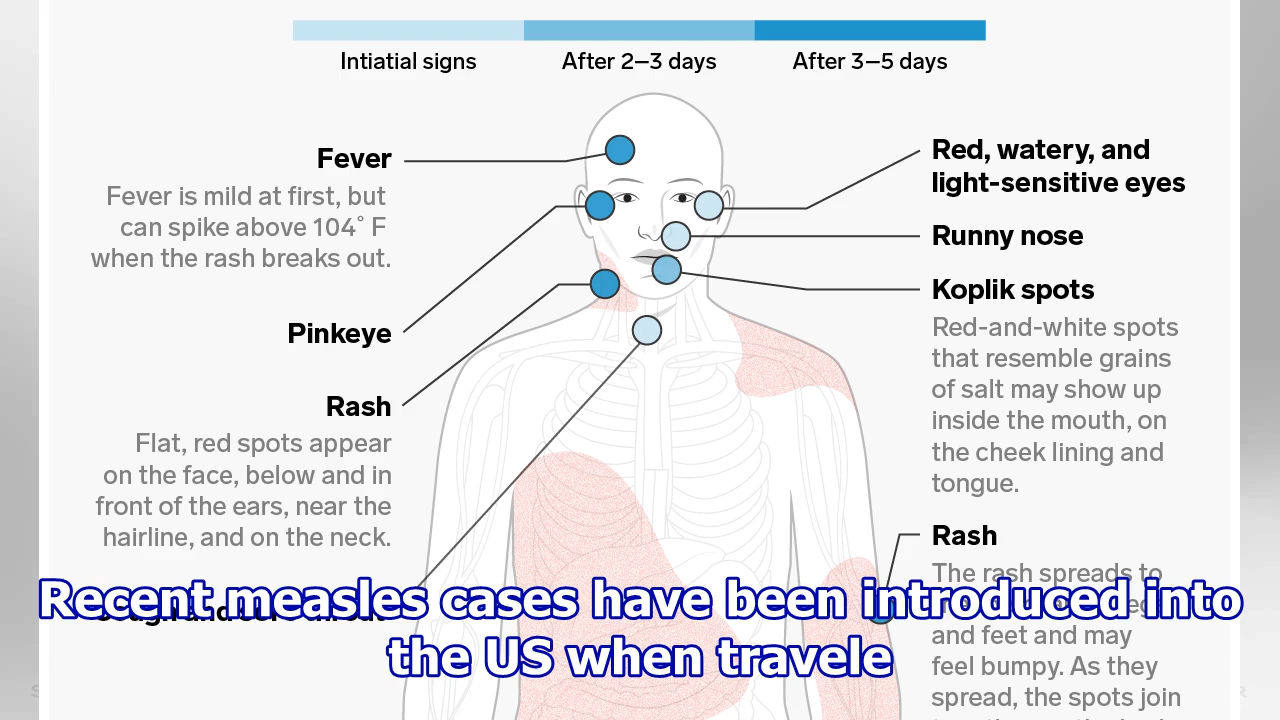 Intiatial signs
After 2–3 days
After 3–5 days
Fever
Fever is mild at first, but
can spike above 104° F
when the rash breaks out.
Pinkeye
Rash
Flat, red spots appear
on the face, below and in
front of the ears, near the
hairline, and on the neck.
Red, watery, and
light-sensitive eyes
Runny nose
Koplik spots
Red-and-white spots
that resemble grains
of salt may show up
inside the mouth, on
the cheek lining and
tongue.
Rash
The rash spreads to
and feet and may
feel bumpy. As they
spread, the spots join
Recent measles cases have been introduced into
the US when travele